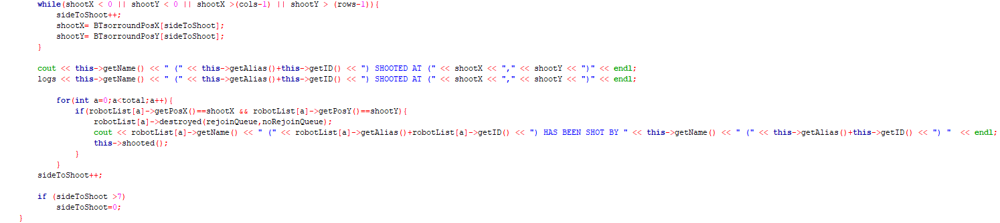 while(shootX < 0 || shootY < 0 || shootX >(cols-1) || shootY > (rows-1)){
sideToShoot++;
shootX= BTsorroundPosX[sideToShoot];
shootY= BTsorroundPosY[sideToShoot];
}
cout << this->getName() << " (" << this->getAlias()+this->getID() << ") SHOOTED AT (" << shootX << "," << shootY << ")" << endl;
logs << this->getName() << " (" << this->getAlias()+this->getID() << ") SHOOTED AT (" << shootX << "," << shootY << ")" << endl;
for(int a=0;a<total;a++){
if(robotList[a]->getPosX()==shootX && robotList[a]->getPosY()==shootY){
robotList[a]->destroyed(rejoinQueue,noRejoinQueue);
cout << robotList[a]->getName() << " (" << robotList[a]->getAlias()+robotList[a]->getID() << ") HAS BEEN SHOT BY " << this->getName() << " (" << this->getAlias()+this->getID() << ") "  << endl;
this->shooted();
}
}
sideToShoot++;
if (sideToShoot >7)
sideToShoot=0;
}